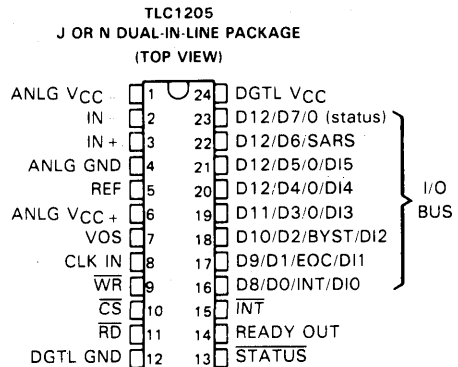 TLC1205
J OR N DUAL-IN-LINE PACKAGE
(TOP VIEW)
ANLG VCC - 1 24 DGTL VCC
IN - 2 23 D12/D7/0 (status)
IN + 3 22 D12/D6/SARS
ANLG GND 4 21 D12/D5/0/DI5
REF 5 20 D12/D4/0/DI4
ANLG VCC + 6 19 D11/D3/0/DI3
VOS 7 18 D10/D2/BYST/DI2
CLK IN 8 17 D9/D1/EOC/DI1
WR 9 16 D8/D0/INT/DI0
CS 10 15 INT
RD 11 14 READY OUT
DGTL GND 12 13 STATUS
I/O
BUS